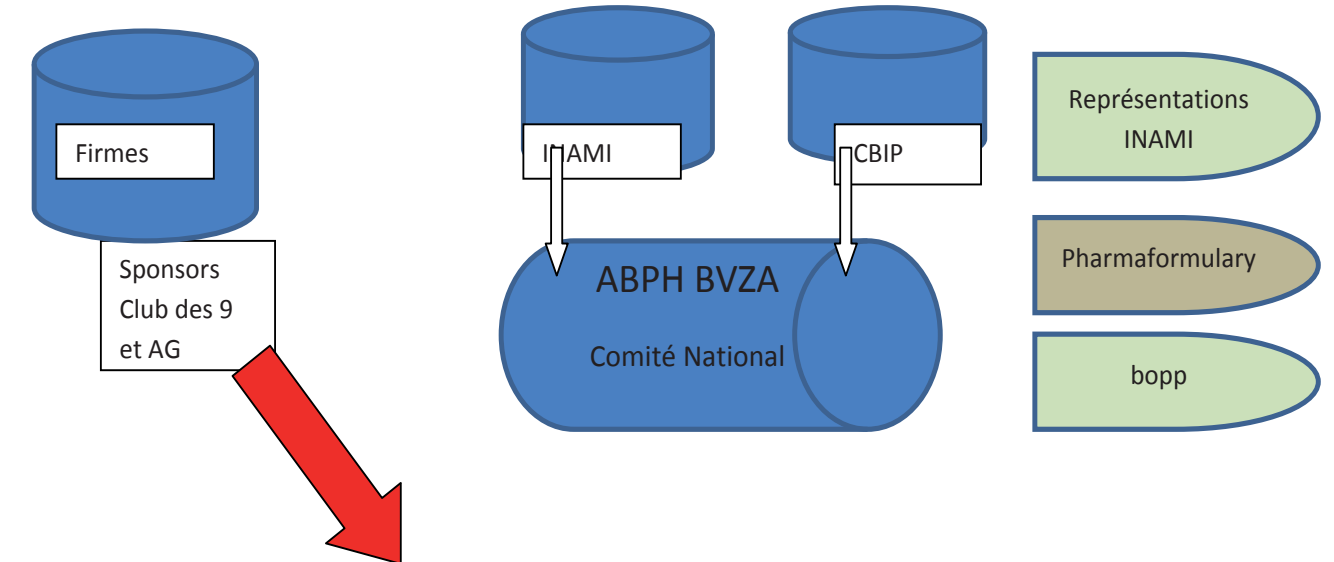 Firmes
Sponsors
Club des 9
et AG
INAMI
CBIP
ABPH BVZA
Comité National
Représentations
INAMI
Pharmaformulary
bopp